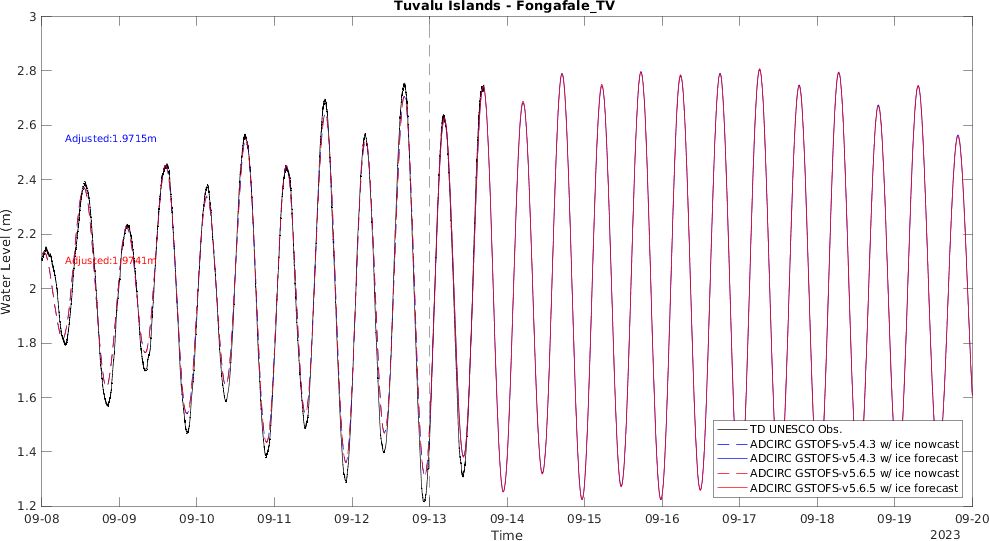 Tuvalu Islands - Fongafale_TV
3
2.8
2.6
2.4
2.2
2
1.8
1.6
1.4
1.2
Water Level (m)
Adjusted:1.9715m
Adjusted:1.9741m
TD UNESCO Obs.
ADCIRC GSTOFS-v5.4.3 w/ ice nowcast
ADCIRC GSTOFS-v5.4.3 w/ ice forecast
ADCIRC GSTOFS-v5.6.5 w/ ice nowcast
ADCIRC GSTOFS-v5.6.5 w/ ice forecast
09-08 09-09 09-10 09-11 09-12 09-13 09-14 09-15 09-16 09-17 09-18 09-19 09-20
Time
2023